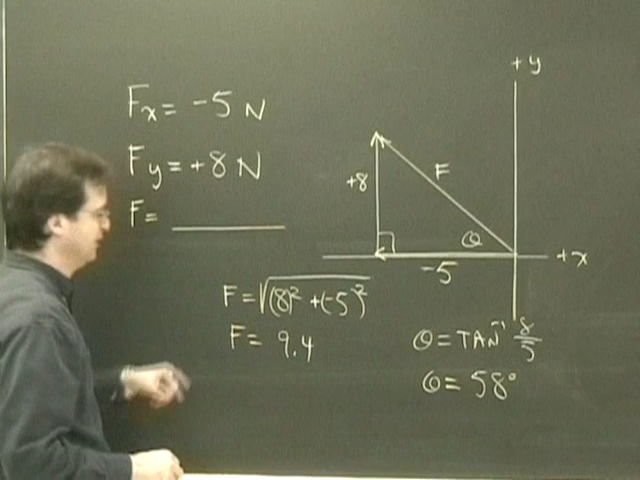 Fx = -5 N
Fy = +8 N
F = ______
+y
+8
F
θ
+x
-5
F = √(8)² + (-5)²
F = 9.4
θ = TAN⁻¹ 8/5
θ = 58°